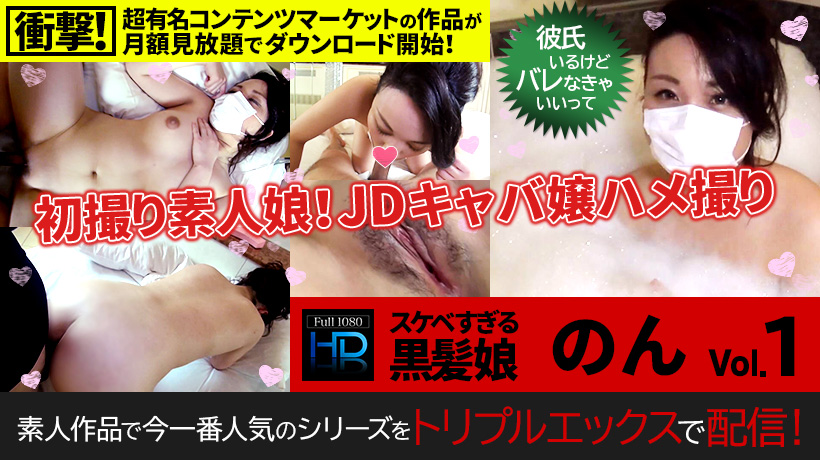 衝撃!
超有名コンテンツマーケットの作品が
月額見放題でダウンロード開始!
彼氏
いるけど
バレなきゃ
いいって
初撮り素人娘!JDキャバ嬢ハメ撮り
Full 1080
HD
スケベすぎる
黒髪娘
のん Vol.1
素人作品で今一番人気のシリーズをトリプルエックスで配信!